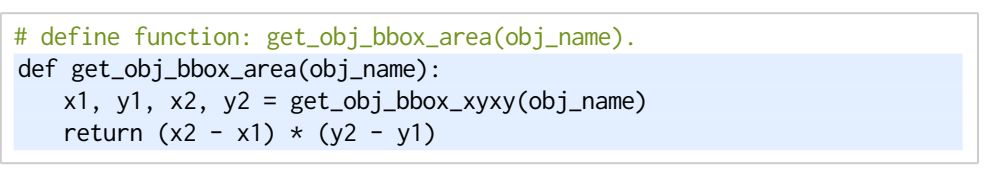 # define function: get_obj_bbox_area(obj_name).
def get_obj_bbox_area(obj_name):
    x1, y1, x2, y2 = get_obj_bbox_xyxy(obj_name)
    return (x2 - x1) * (y2 - y1)